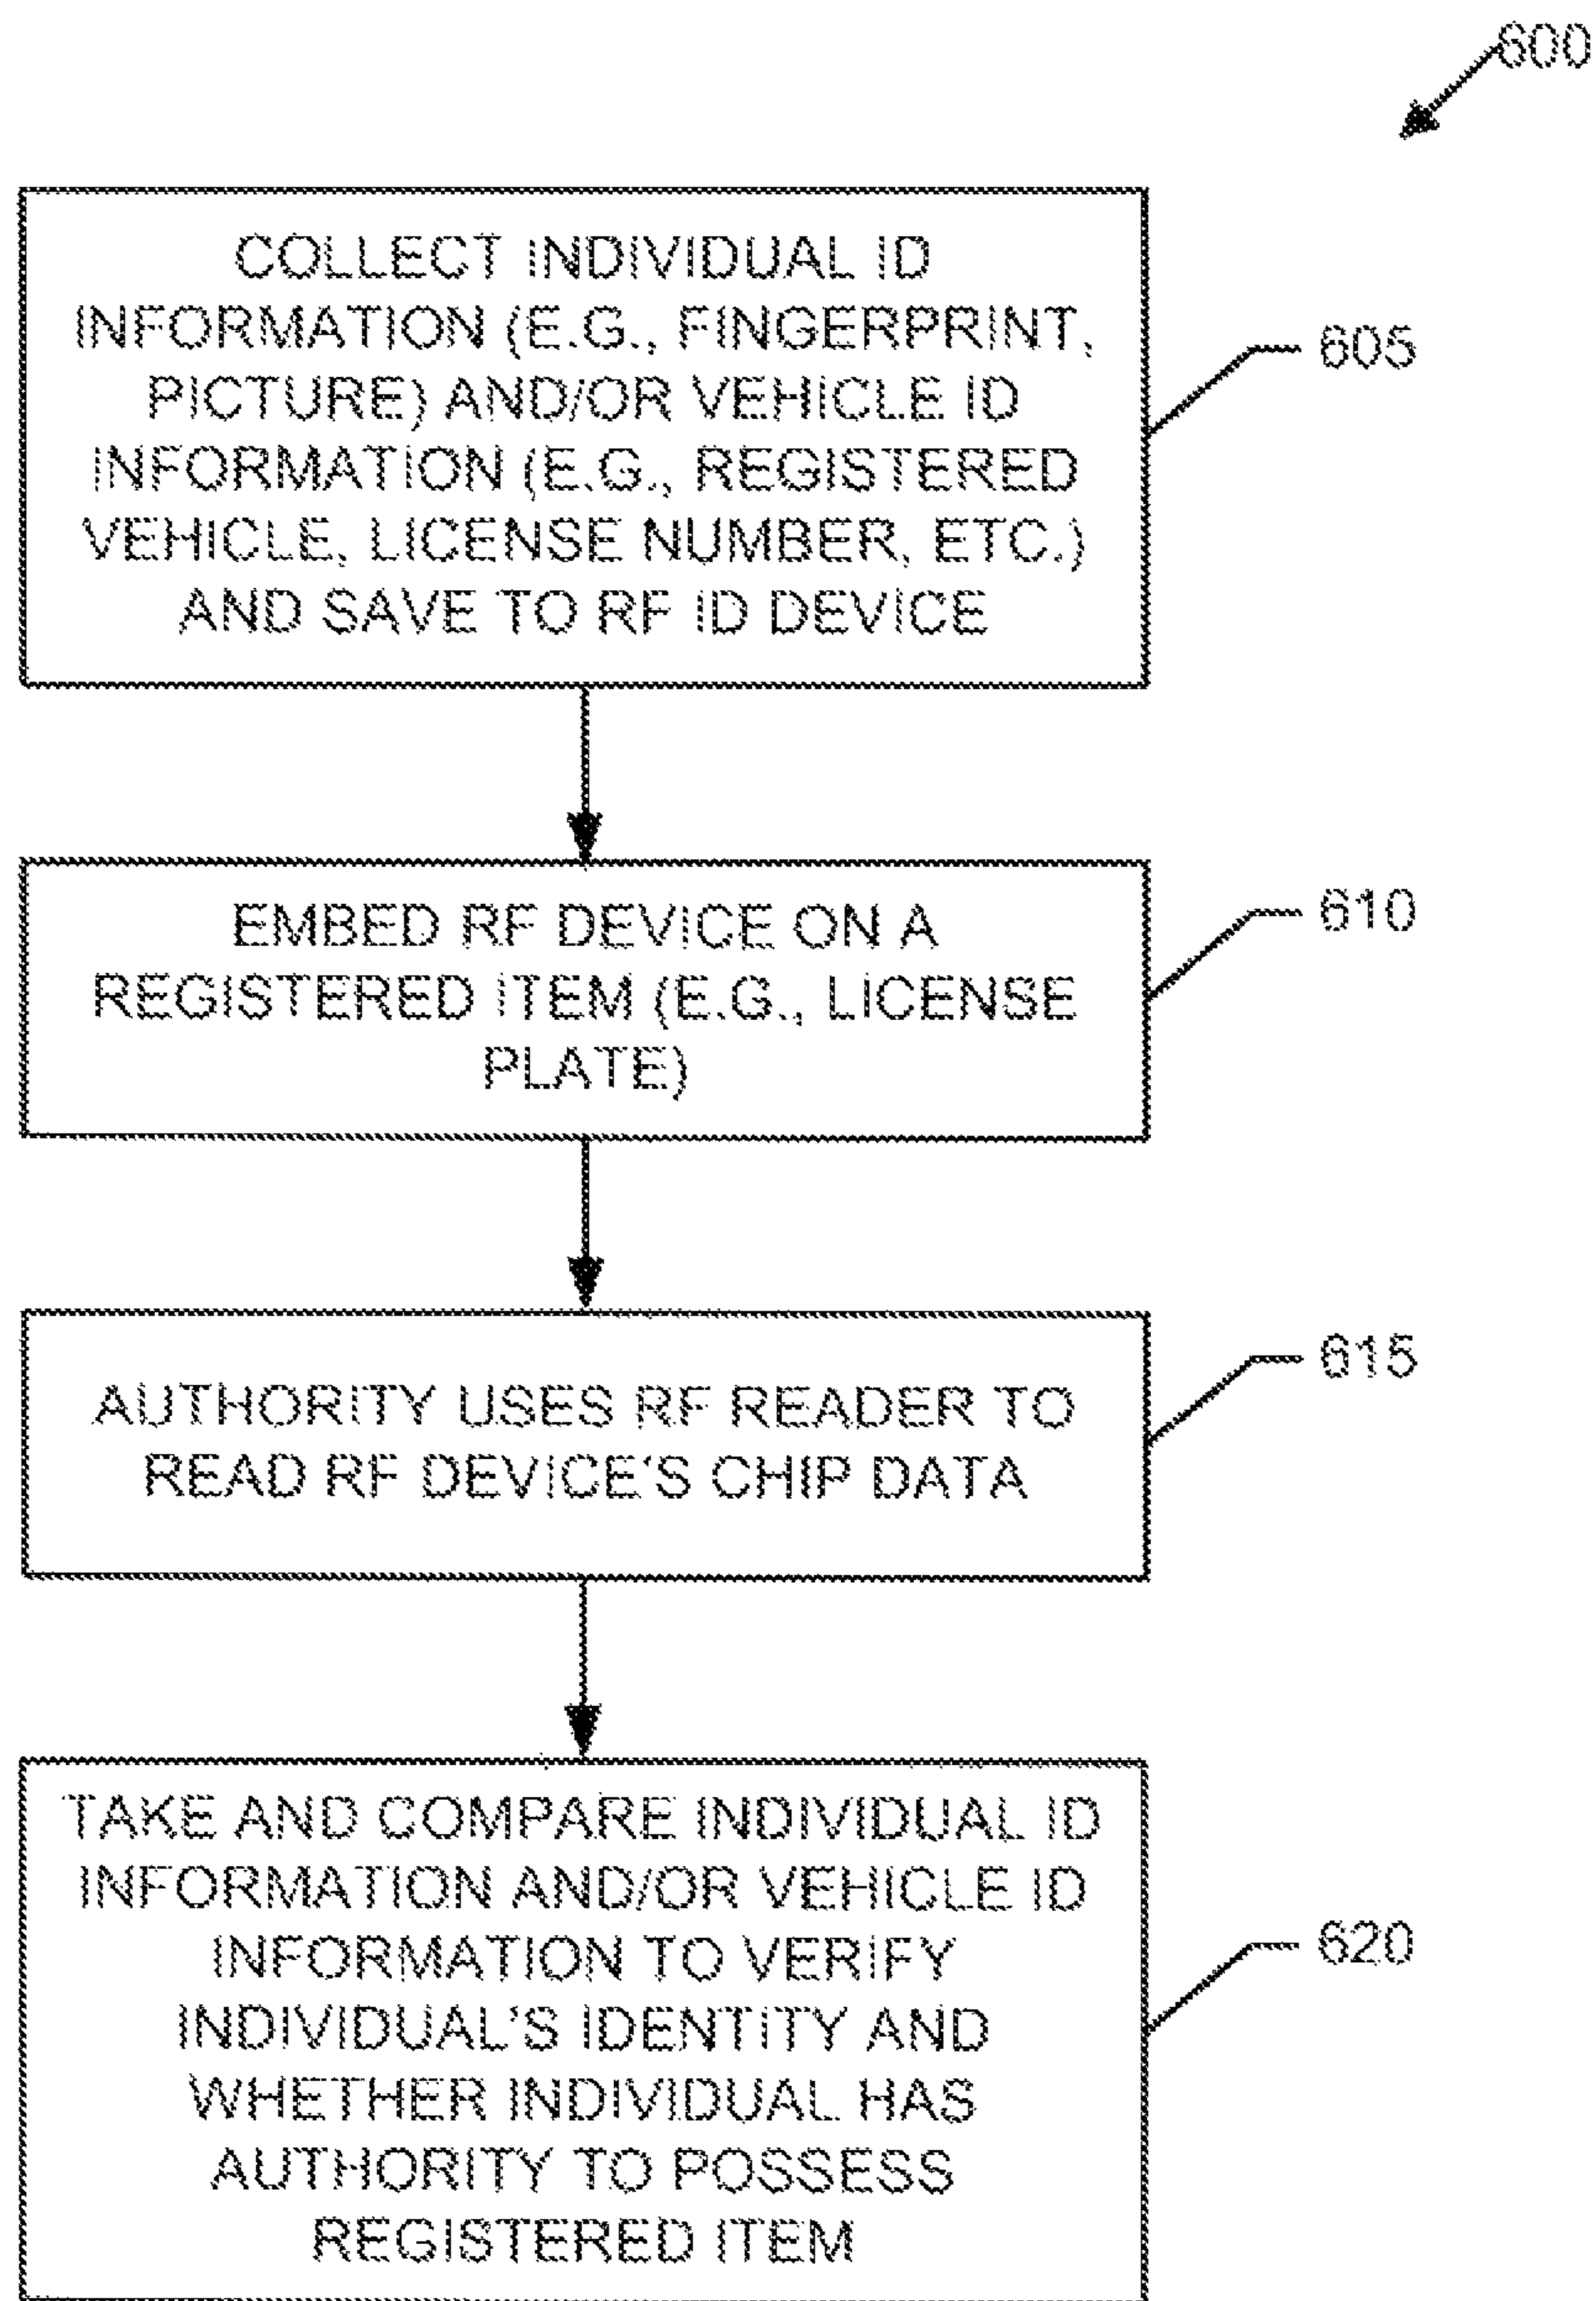 600
COLLECT INDIVIDUAL ID
INFORMATION (E.G., FINGERPRINT,
PICTURE) AND/OR VEHICLE ID
INFORMATION (E.G., REGISTERED
VEHICLE, LICENSE NUMBER, ETC.)
AND SAVE TO RF ID DEVICE
605
EMBED RF DEVICE ON A
REGISTERED ITEM (E.G., LICENSE
PLATE)
610
AUTHORITY USES RF READER TO
READ RF DEVICE'S CHIP DATA
615
TAKE AND COMPARE INDIVIDUAL ID
INFORMATION AND/OR VEHICLE ID
INFORMATION TO VERIFY
INDIVIDUAL'S IDENTITY AND
WHETHER INDIVIDUAL HAS
AUTHORITY TO POSSESS
REGISTERED ITEM
620